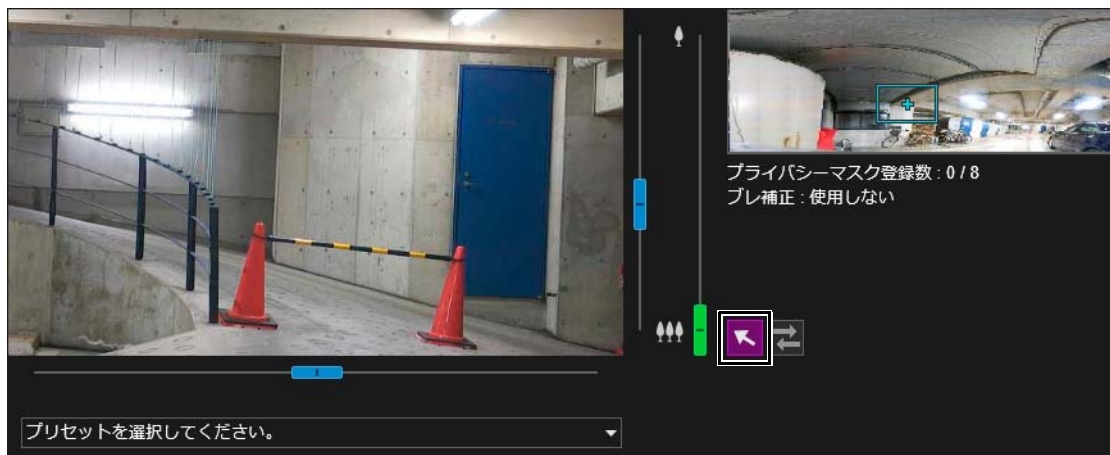 プライバシーマスク登録数 : 0 / 8
ブレ補正 : 使用しない
プリセットを選択してください。